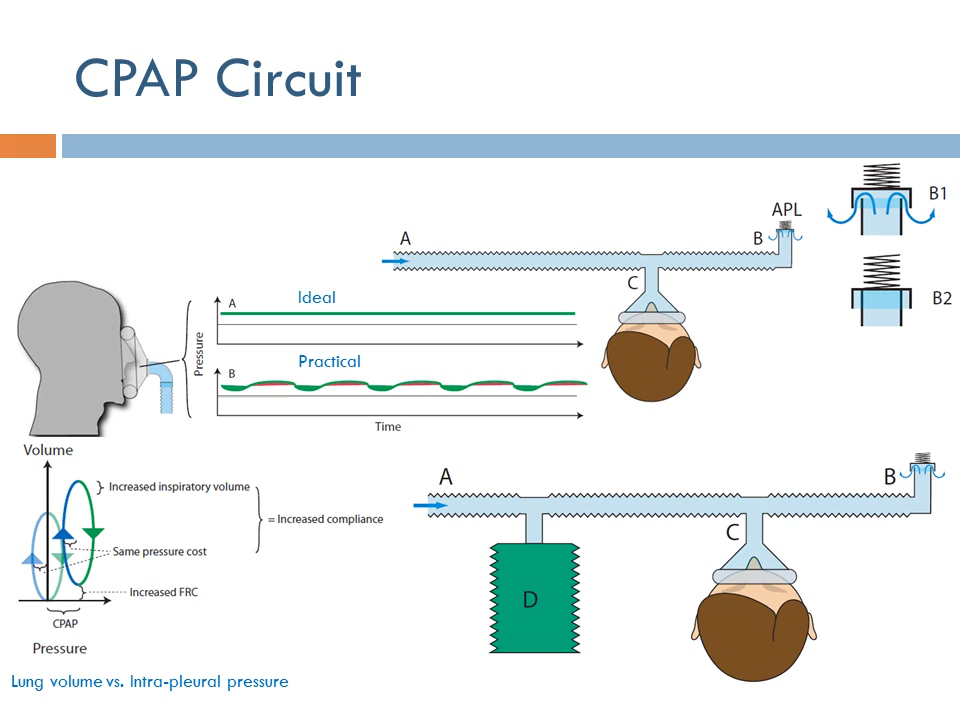 CPAP Circuit
B1
APL
A
B
C
B2
A
Ideal
Pressure
Practical
B
Time
Volume
Increased inspiratory volume
= Increased compliance
Same pressure cost
Increased FRC
CPAP
Pressure
Lung volume vs. Intra-pleural pressure
A
B
C
D